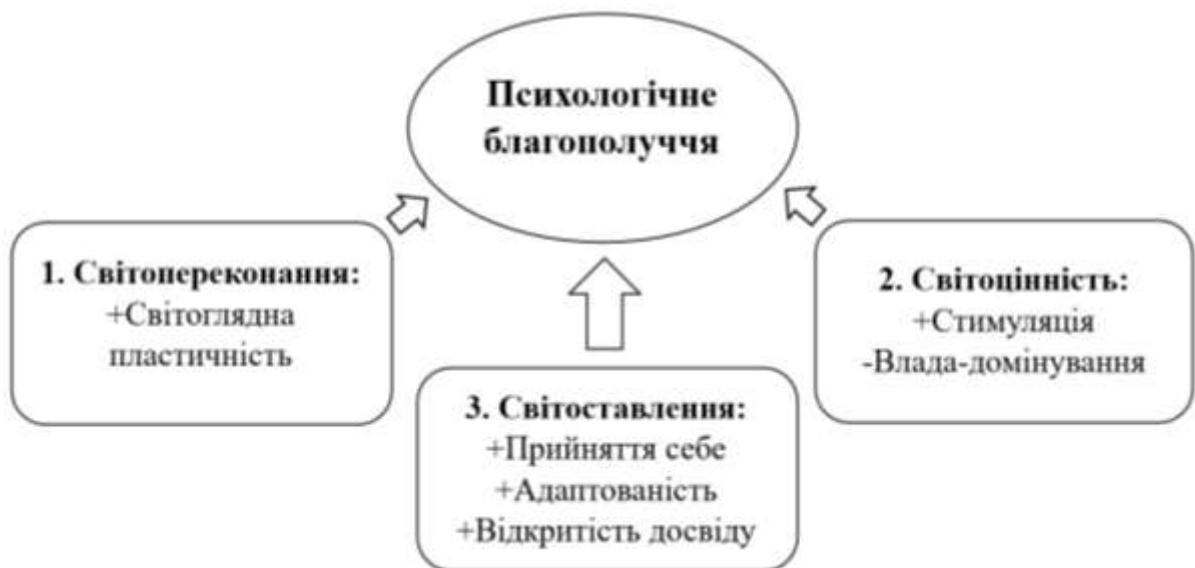 Психологічне
благополуччя
1. Світопереконання:
+Світоглядна
пластичність
2. Світоцінність:
+Стимуляція
-Влада-домінування
3. Світоставлення:
+Прийняття себе
+Адаптованість
+Відкритість досвіду